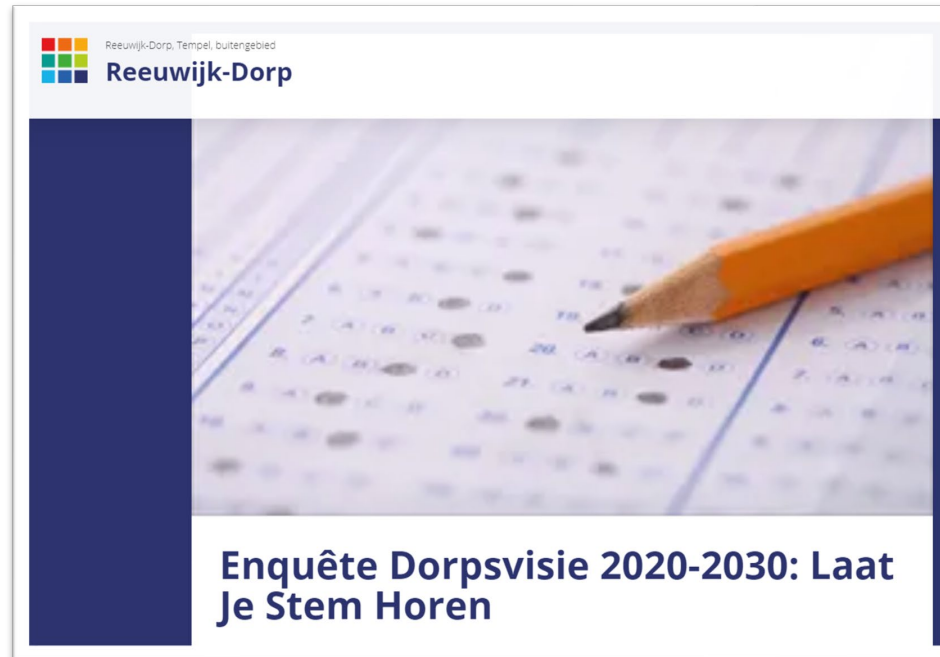 Reeuwijk-Dorp, Tempel, buitengebied
Reeuwijk-Dorp
Enquête Dorpsvisie 2020-2030: Laat
Je Stem Horen